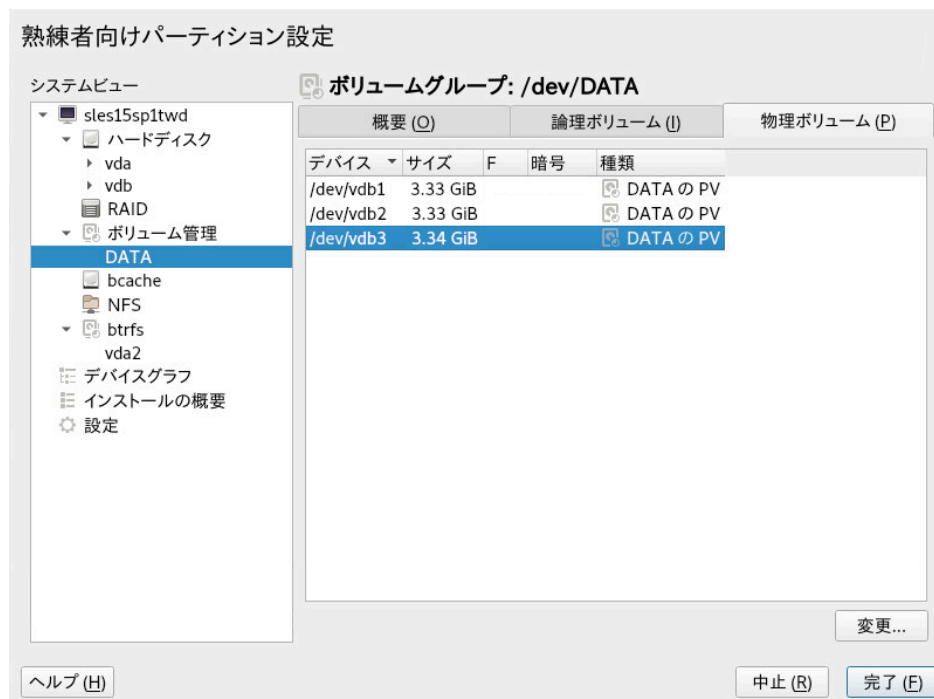 熟練者向けパーティション設定
システムビュー
sles15sp1twd
ハードディスク
vda
vdb
RAID
ボリューム管理
DATA
bcache
NFS
btrfs
vda2
デバイスグラフ
インストールの概要
設定
ボリュームグループ: /dev/DATA
概要 (O) 論理ボリューム (l) 物理ボリューム (P)
デバイス サイズ F 暗号 種類
/dev/vdb1 3.33 GiB DATA の PV
/dev/vdb2 3.33 GiB DATA の PV
/dev/vdb3 3.34 GiB DATA の PV
変更...
ヘルプ (H) 中止 (R) 完了 (F)